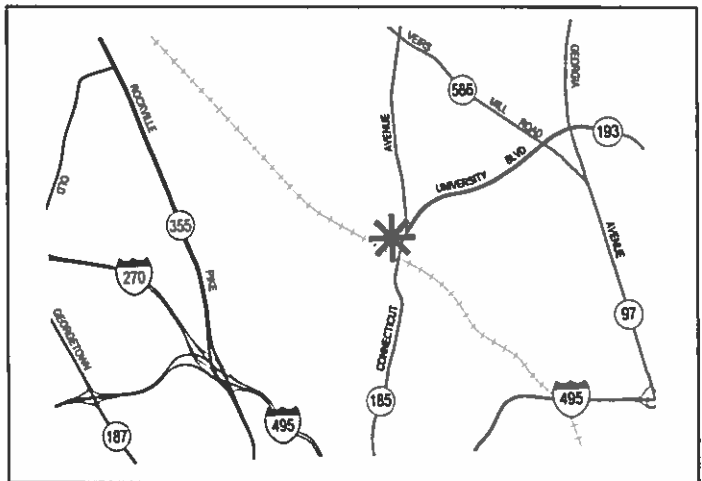 ROCKVILLE
PIKE
OLD
355
270
GEORGETOWN
187
495
AVENUE
CONNECTICUT
185
VEIRS
MILL
ROAD
586
GEORGIA
AVENUE
193
UNIVERSITY
BLVD
97
495